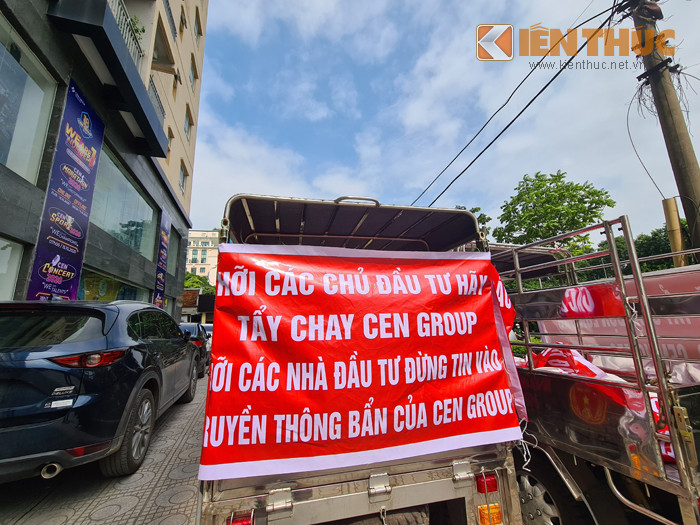 KIẾN THỨC
www.kienthuc.net.vn
HỠI CÁC CHỦ ĐẦU TƯ HÃY
TẨY CHAY CEN GROUP
HỠI CÁC NHÀ ĐẦU TƯ ĐỪNG TIN VÀO
TRUYỀN THÔNG BẨN CỦA CEN GROUP
CEN
CONCERT